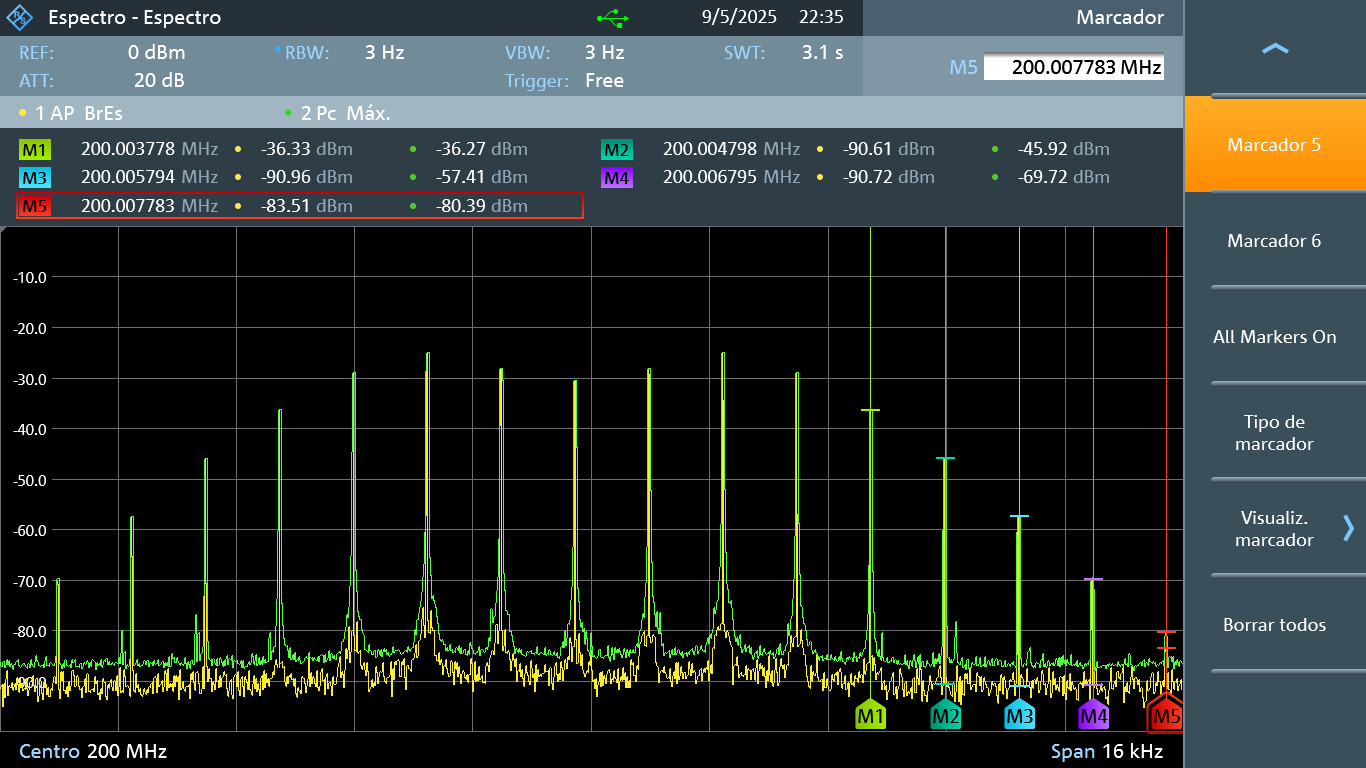 Espectro - Espectro 9/5/2025 22:35 Marcador
REF: 0 dBm RBW: 3 Hz VBW: 3 Hz SWT: 3.1 s
ATT: 20 dB Trigger: Free
M5 200.007783 MHz
1 AP BrEs 2 Pc Máx.
M1 200.003778 MHz -36.33 dBm -36.27 dBm M2 200.004798 MHz -90.61 dBm -45.92 dBm
M3 200.005794 MHz -90.96 dBm -57.41 dBm M4 200.006795 MHz -90.72 dBm -69.72 dBm
M5 200.007783 MHz -83.51 dBm -80.39 dBm
-10.0
-20.0
-30.0
-40.0
-50.0
-60.0
-70.0
-80.0
M1 M2 M3 M4 M5
Centro 200 MHz Span 16 kHz
Marcador 5
Marcador 6
All Markers On
Tipo de
marcador
Visualiz.
marcador
Borrar todos